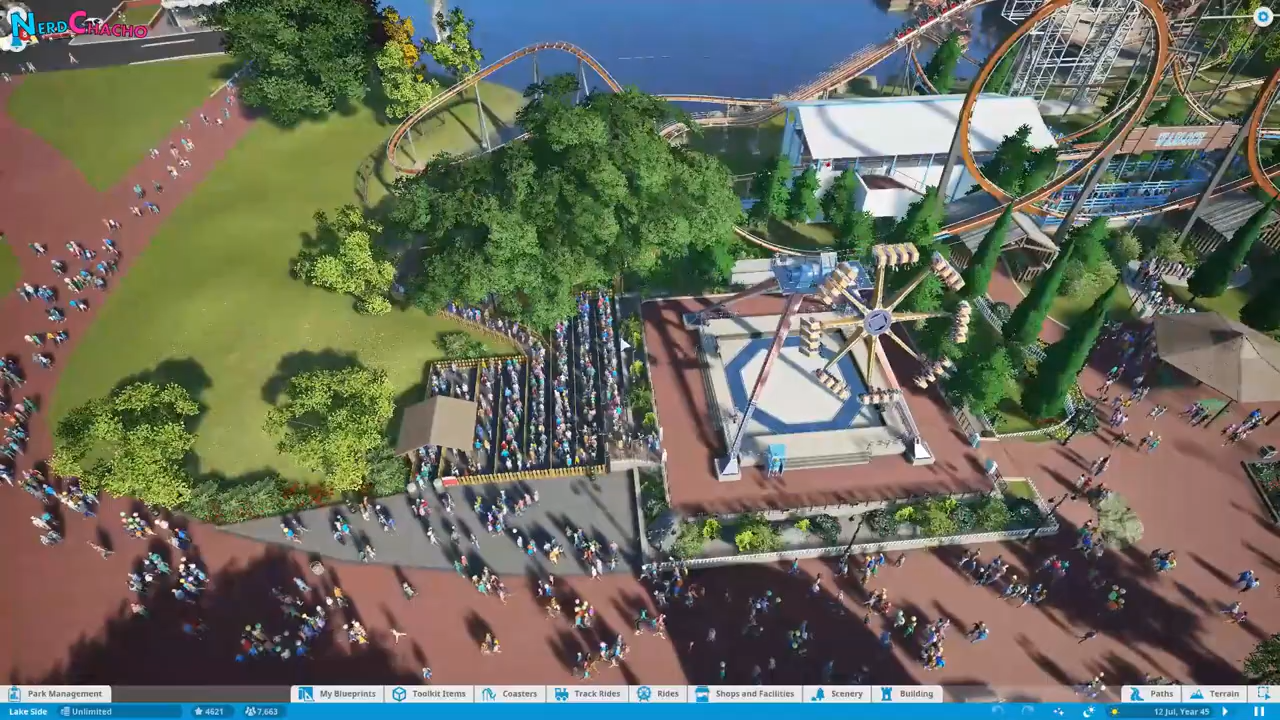 NERDCHACHO
Park Management
My Blueprints
Toolkit Items
Coasters
Track Rides
Rides
Shops and Facilities
Scenery
Building
Paths
Terrain
Lake Side
Unlimited
4621
7,663
12 Jul, Year 45